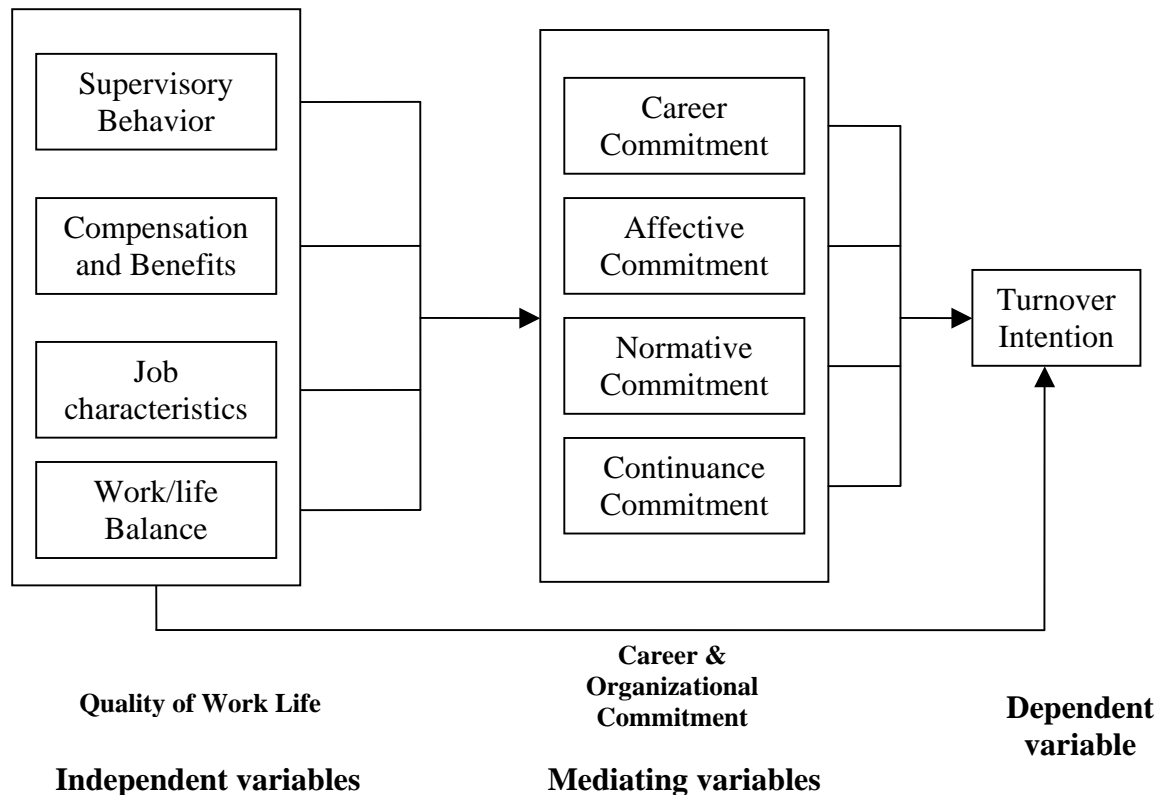 Supervisory
Behavior
Compensation
and Benefits
Job
characteristics
Work/life
Balance
Career
Commitment
Affective
Commitment
Normative
Commitment
Continuance
Commitment
Turnover
Intention
Quality of Work Life
Career &
Organizational
Commitment
Dependent
variable
Independent variables
Mediating variables